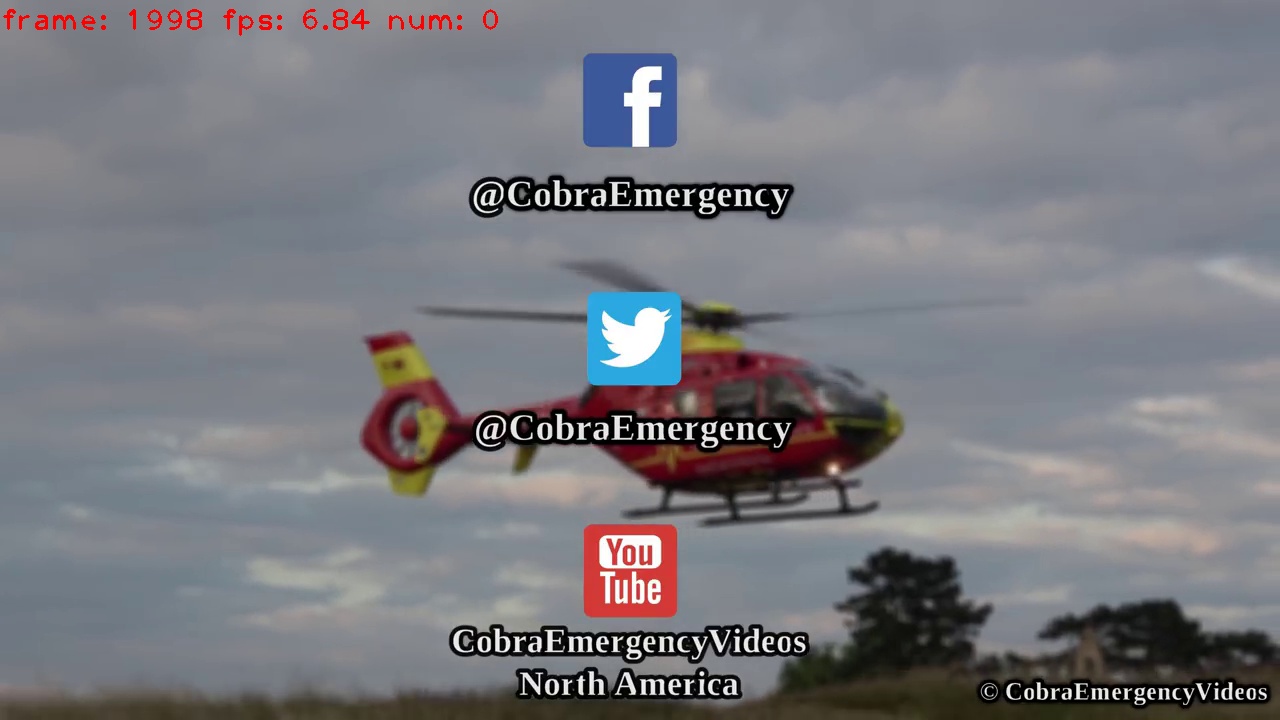 frame: 1998 fps: 6.84 num: 0
f
@CobraEmergency
@CobraEmergency
You
Tube
CobraEmergencyVideos
North America
© CobraEmergencyVideos